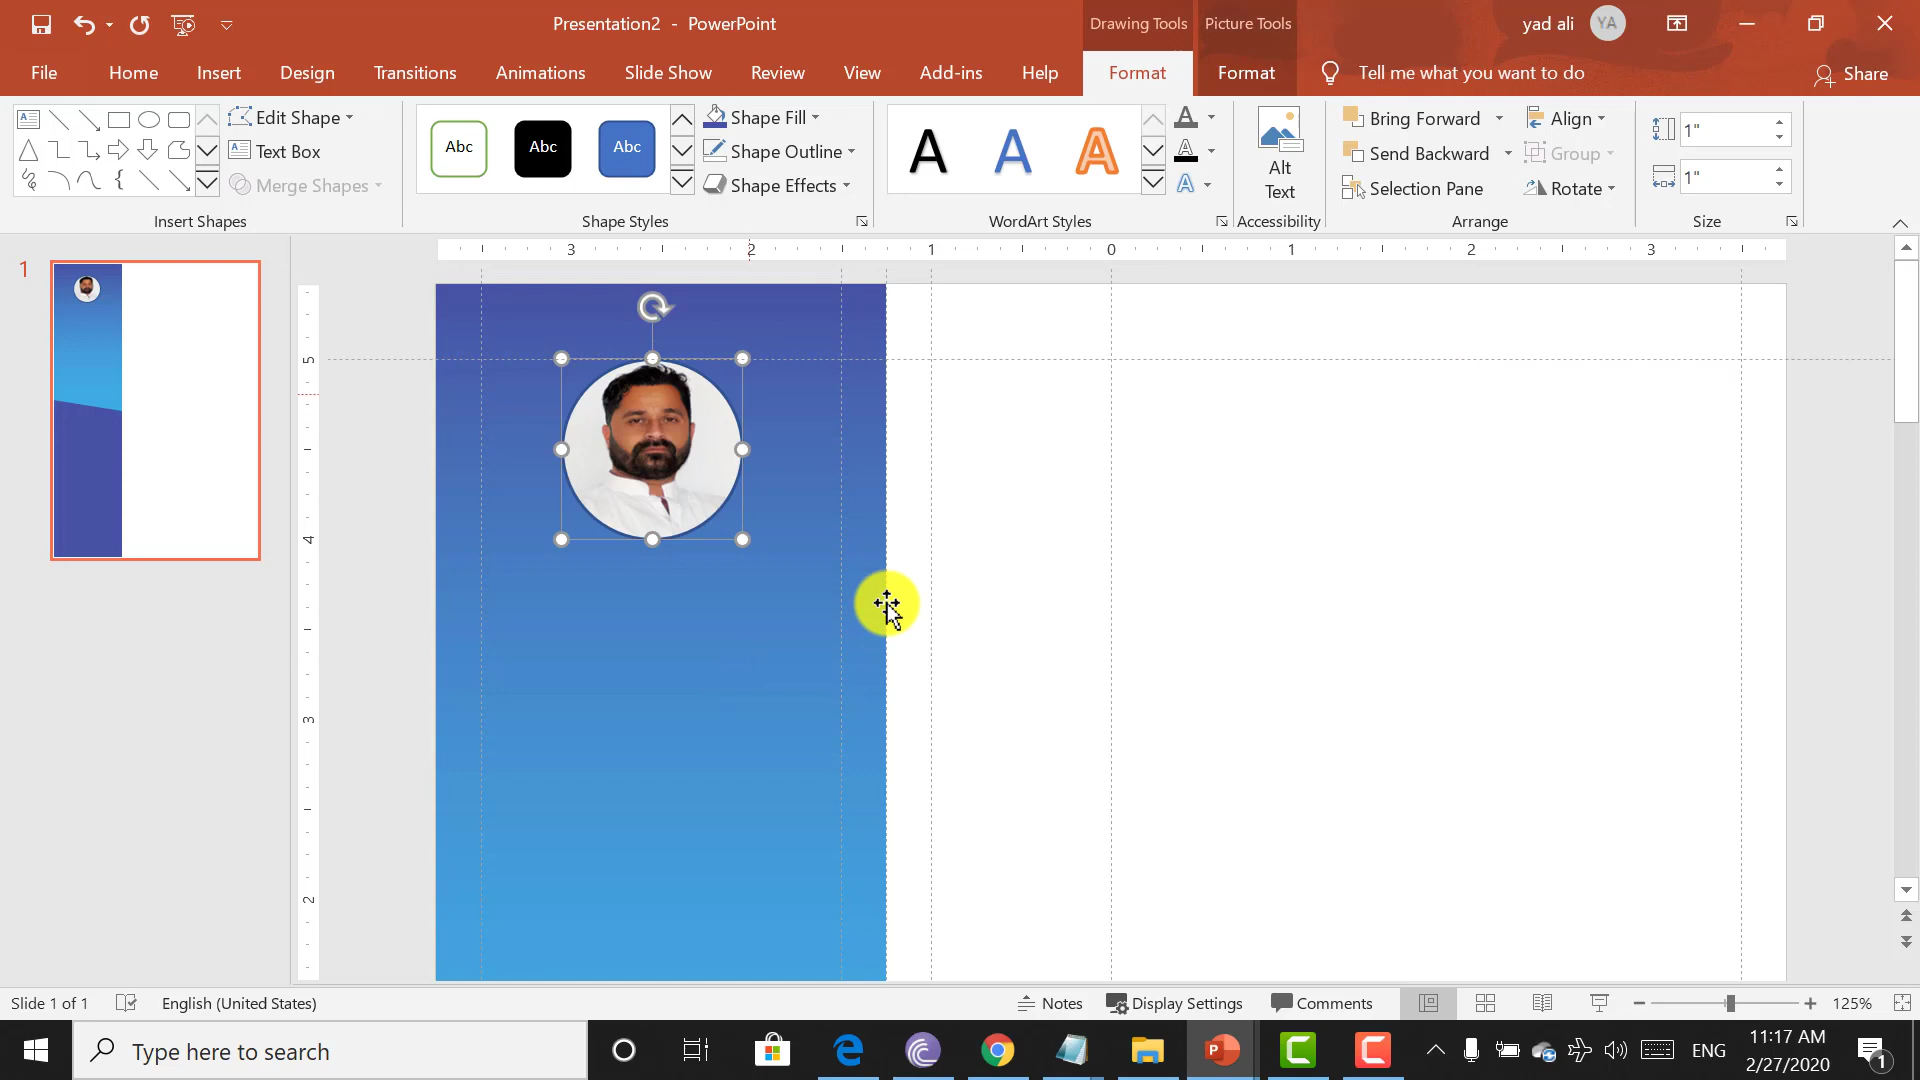 Presentation2 - PowerPoint
Drawing Tools
Picture Tools
yad ali
YA
File
Home
Insert
Design
Transitions
Animations
Slide Show
Review
View
Add-ins
Help
Format
Format
Tell me what you want to do
Share
Edit Shape
Text Box
Merge Shapes
Insert Shapes
Abc
Abc
Abc
Shape Fill
Shape Outline
Shape Effects
Shape Styles
A
A
A
WordArt Styles
Alt
Text
Accessibility
Bring Forward
Send Backward
Selection Pane
Align
Group
Rotate
Arrange
1"
1"
Size
3
2
1
0
1
2
3
1
5
4
3
2
Slide 1 of 1
English (United States)
Notes
Display Settings
Comments
125%
Type here to search
ENG
11:17 AM
2/27/2020
1